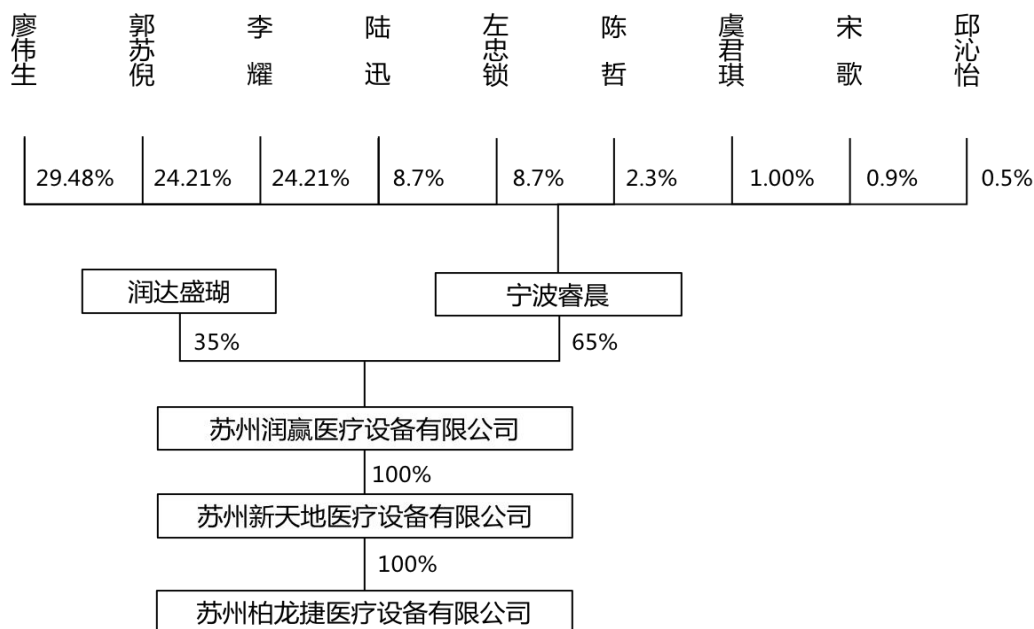 廖伟生
郭苏倪
李耀
陆迅
左忠锁
陈哲
虞君琪
宋歌
邱沁怡
29.48%
24.21%
24.21%
8.7%
8.7%
2.3%
1.00%
0.9%
0.5%
润达盛瑚
宁波睿晨
35%
65%
苏州润赢医疗设备有限公司
100%
苏州新天地医疗设备有限公司
100%
苏州柏龙捷医疗设备有限公司